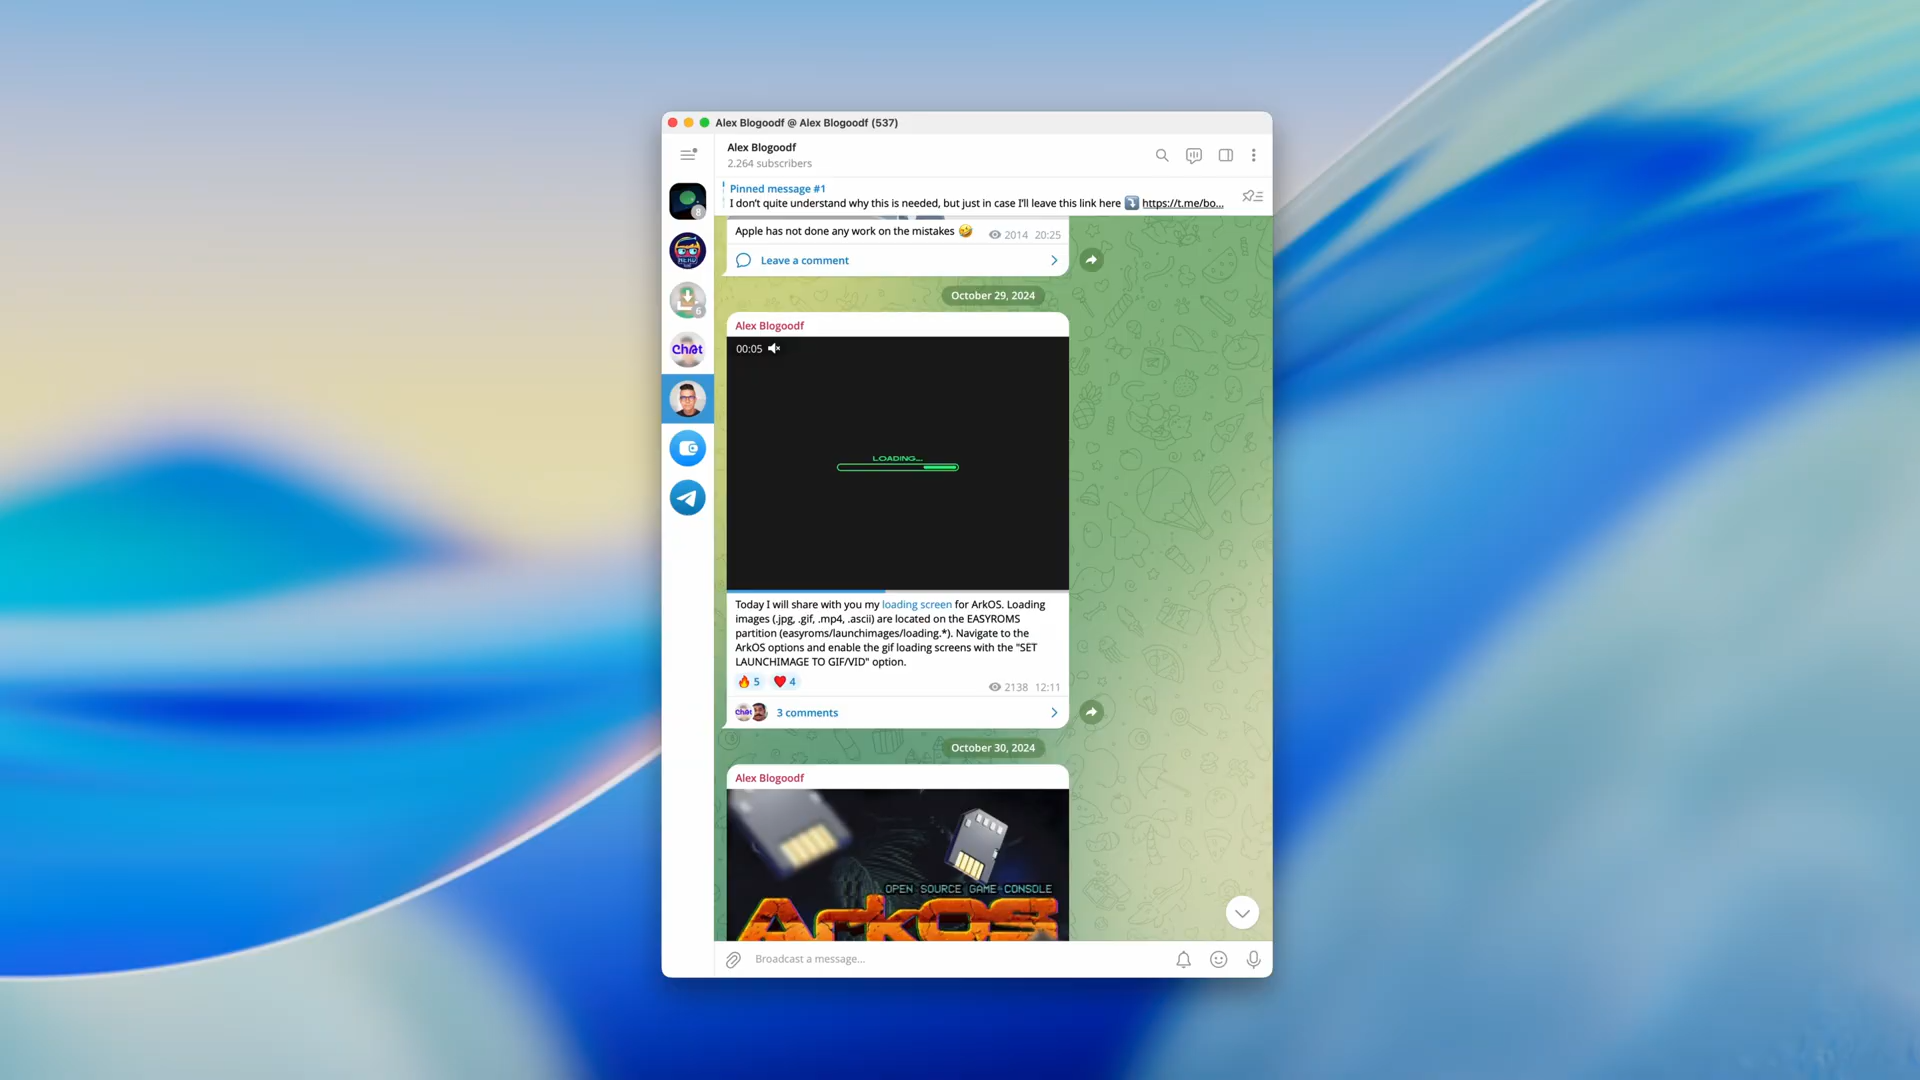 Alex Blogoodf @ Alex Blogoodf (537)
Alex Blogoodf
2.264 subscribers
Pinned message #1
I don't quite understand why this is needed, but just in case I'll leave this link here ⤵️ https://t.me/bo...
8
6
Chat
Apple has not done any work on the mistakes 🤣 2014 20:25
Leave a comment
October 29, 2024
Alex Blogoodf
00:05
LOADING...
Today I will share with you my loading screen for ArkOS. Loading
images (.jpg, .gif, .mp4, .ascii) are located on the EASYROMS
partition (easyroms/launchimages/loading.*). Navigate to the
ArkOS options and enable the gif loading screens with the "SET
LAUNCHIMAGE TO GIF/VID" option.
🔥 5 ❤️ 4
2138 12:11
Chat
3 comments
October 30, 2024
Alex Blogoodf
OPEN SOURCE GAME CONSOLE
ArkOS
Broadcast a message...